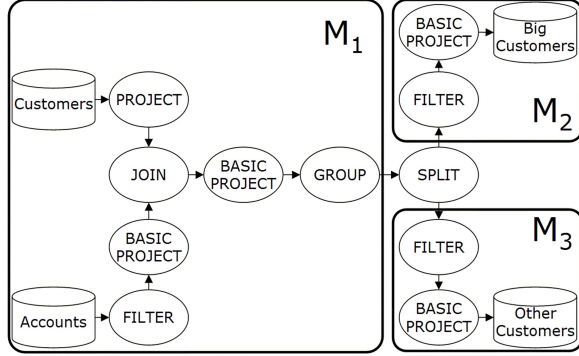 M1
Customers
PROJECT
JOIN
BASIC
PROJECT
GROUP
SPLIT
BASIC
PROJECT
Accounts
FILTER
BASIC
PROJECT
Big
Customers
FILTER
M2
M3
FILTER
BASIC
PROJECT
Other
Customers